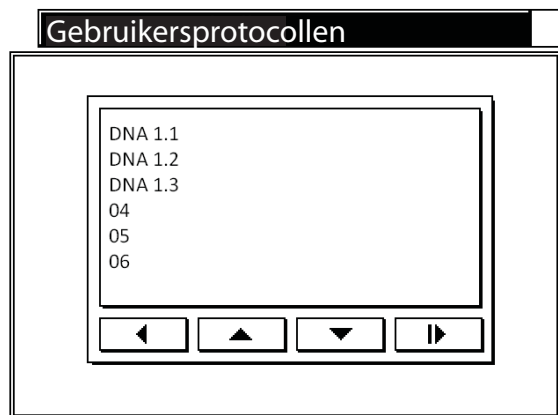 Gebruikersprotocollen
DNA 1.1
DNA 1.2
DNA 1.3
04
05
06